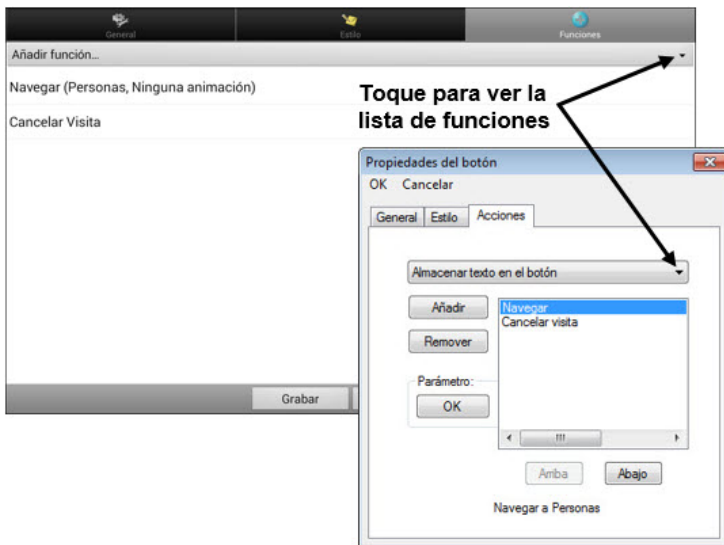 General
Estilo
Funciones
Añadir función...
Navegar (Personas, Ninguna animación)
Cancelar Visita
Toque para ver la
lista de funciones
Grabar
Propiedades del botón
OK Cancelar
General Estilo Acciones
Almacenar texto en el botón
Añadir
Remover
Navegar
Cancelar visita
Parámetro:
OK
Arriba Abajo
Navegar a Personas